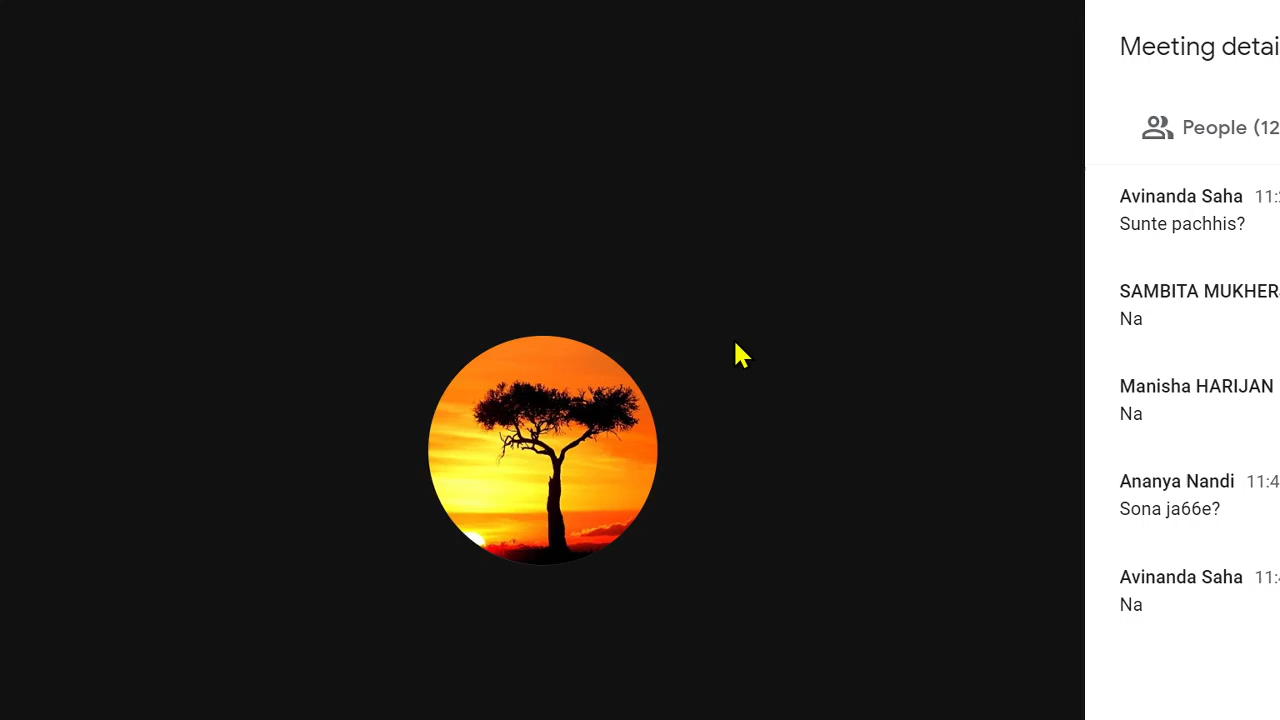 Meeting detai
People (12
Avinanda Saha 11:
Sunte pachhis?
SAMBITA MUKHER
Na
Manisha HARIJAN
Na
Ananya Nandi 11:4
Sona ja66e?
Avinanda Saha 11:
Na